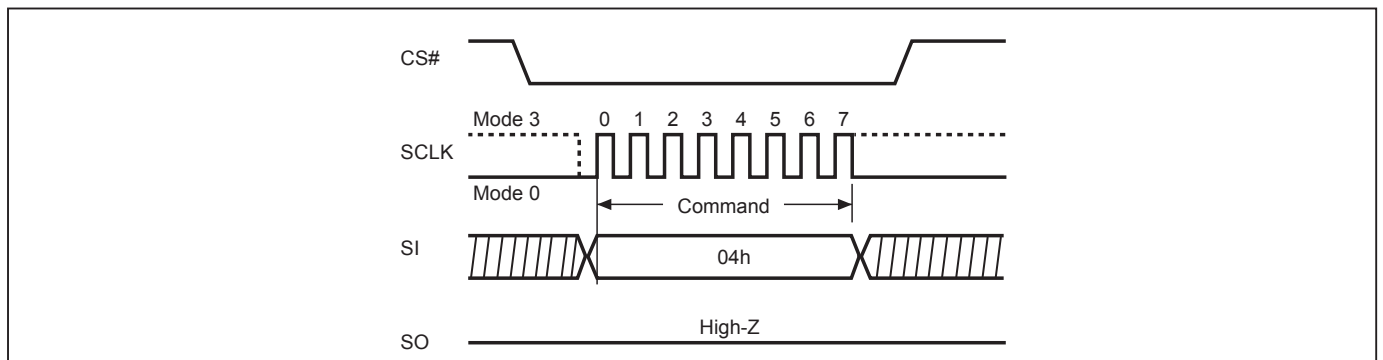 CS#
Mode 3 0 1 2 3 4 5 6 7
SCLK
Mode 0
Command
SI
04h
High-Z
SO